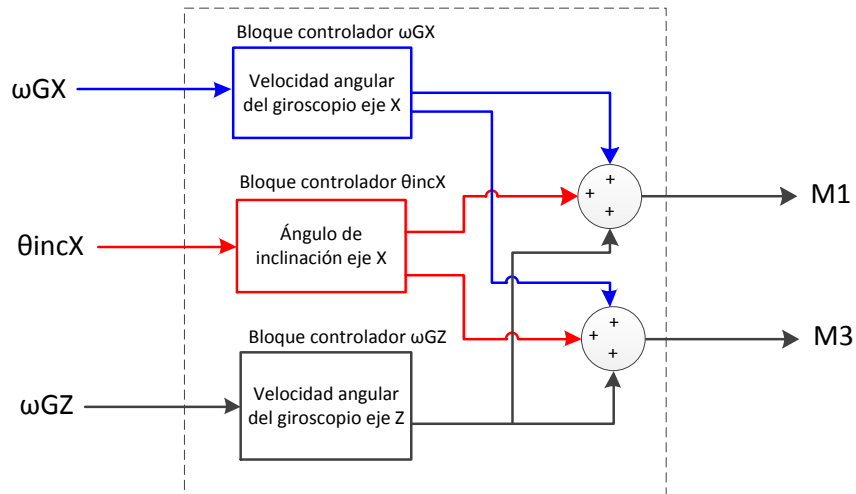 Bloque controlador ωGX
ωGX
Velocidad angular
del giroscopio eje X
+
+
+
M1
Bloque controlador θincX
θincX
Ángulo de
inclinación eje X
+
+
+
M3
Bloque controlador ωGZ
ωGZ
Velocidad angular
del giroscopio eje Z